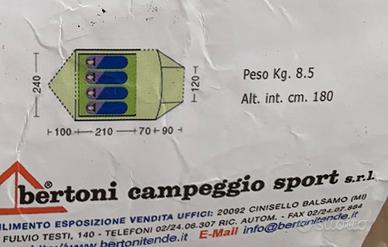 240
120
100 210 70 90
Peso Kg. 8.5
Alt. int. cm. 180
bertoni campeggio sport s.r.l.
ILIMENTO ESPOSIZIONE VENDITA UFFICI: 20092 CINISELLO BALSAMO (MI)
FULVIO TESTI, 140 - TELEFONI 02/24.06.307 RIC. AUTOM. - FAX 02/24.07.884
http://www.bertonitende.it E-Mail info@bertonitende.it